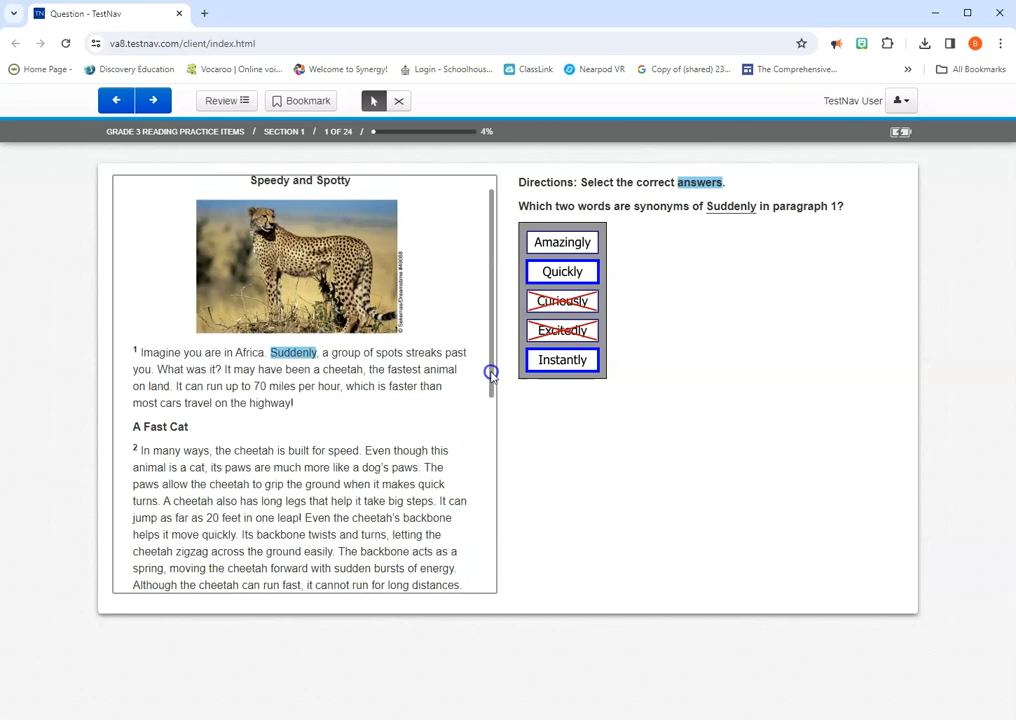 Question - TestNav
va8.testnav.com/client/index.html
Home Page -
Discovery Education
Vocaroo | Online voi...
Welcome to Synergy!
Login - Schoolhous...
ClassLink
Nearpod VR
Copy of (shared) 23...
The Comprehensive...
»
All Bookmarks
Review
Bookmark
TestNav User
GRADE 3 READING PRACTICE ITEMS / SECTION 1 / 1 OF 24 / 4%
Speedy and Spotty
1 Imagine you are in Africa. Suddenly, a group of spots streaks past
you. What was it? It may have been a cheetah, the fastest animal
on land. It can run up to 70 miles per hour, which is faster than
most cars travel on the highway!
A Fast Cat
2 In many ways, the cheetah is built for speed. Even though this
animal is a cat, its paws are much more like a dog's paws. The
paws allow the cheetah to grip the ground when it makes quick
turns. A cheetah also has long legs that help it take big steps. It can
jump as far as 20 feet in one leap! Even the cheetah's backbone
helps it move quickly. Its backbone twists and turns, letting the
cheetah zigzag across the ground easily. The backbone acts as a
spring, moving the cheetah forward with sudden bursts of energy.
Although the cheetah can run fast, it cannot run for long distances.
Directions: Select the correct answers.
Which two words are synonyms of Suddenly in paragraph 1?
Amazingly
Quickly
Curiously
Excitedly
Instantly